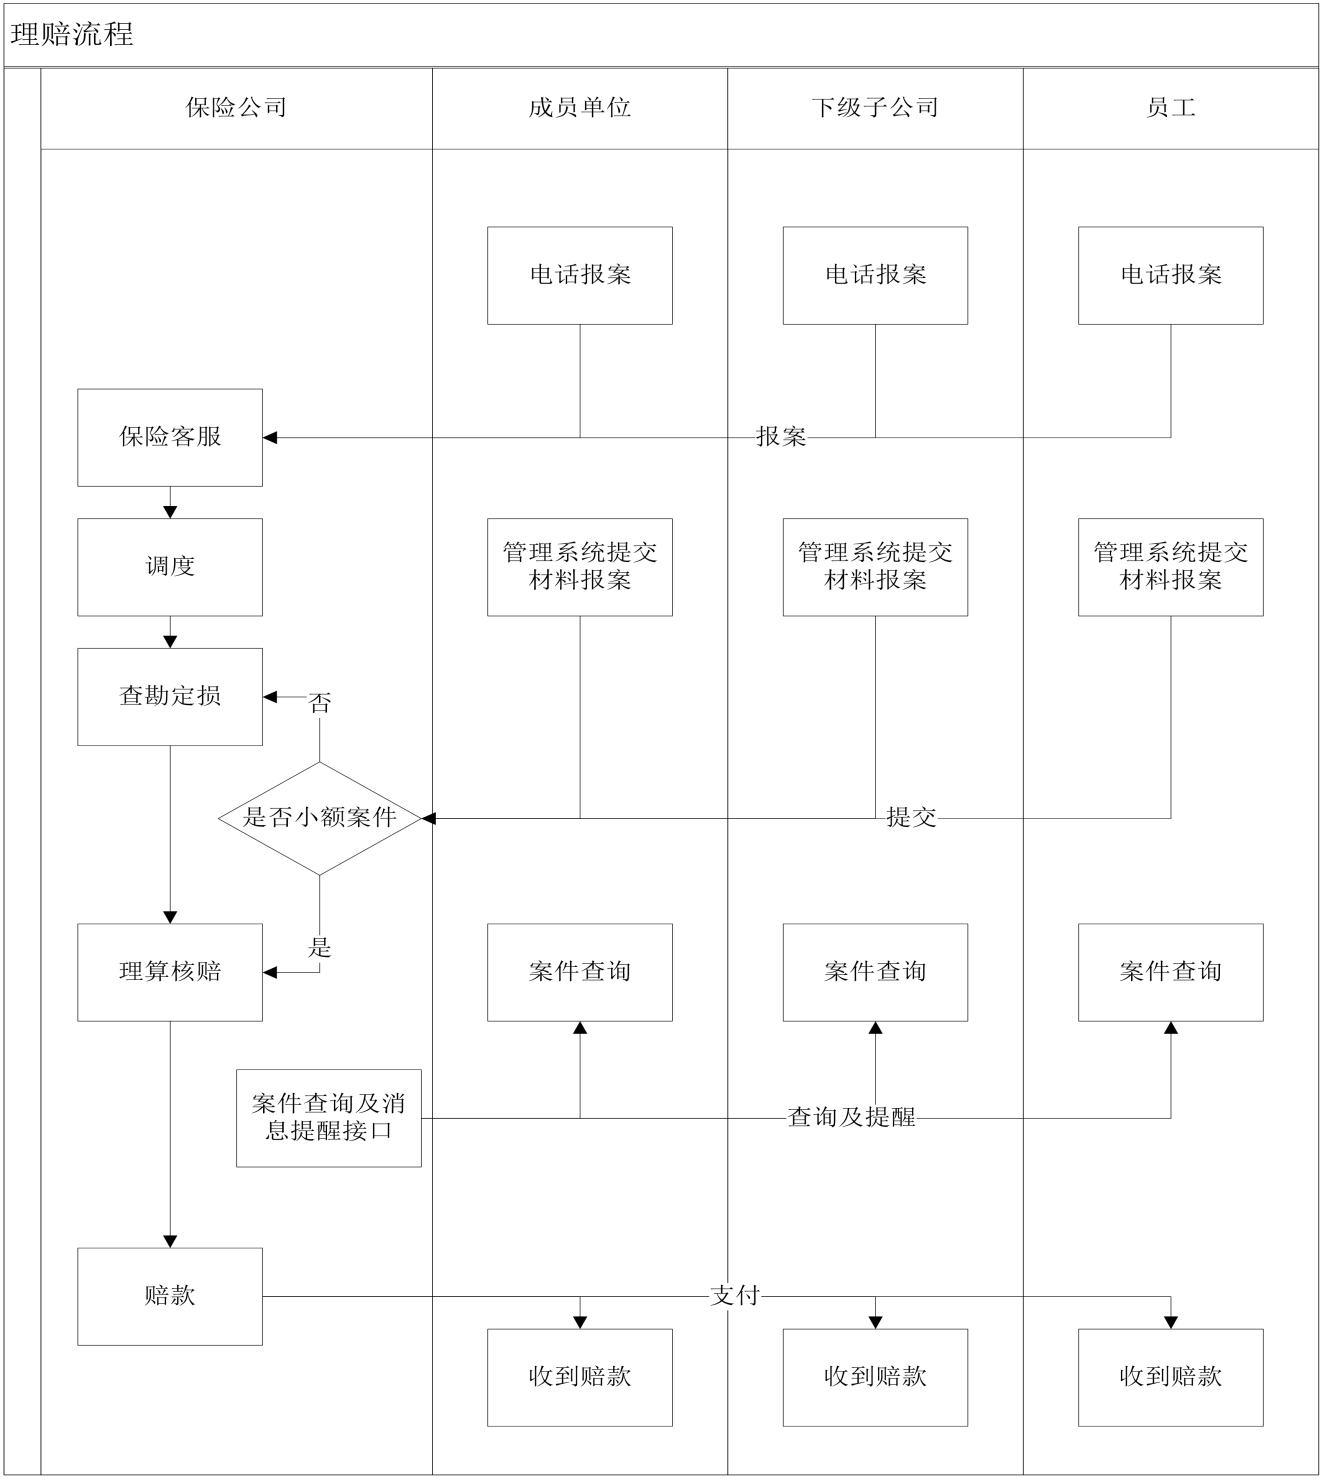 理赔流程
保险公司
成员单位
下级子公司
员工
电话报案
电话报案
电话报案
保险客服
报案
调度
管理系统提交
材料报案
管理系统提交
材料报案
管理系统提交
材料报案
查勘定损
否
是否小额案件
提交
是
理算核赔
案件查询
案件查询
案件查询
案件查询及消
息提醒接口
查询及提醒
赔款
支付
收到赔款
收到赔款
收到赔款